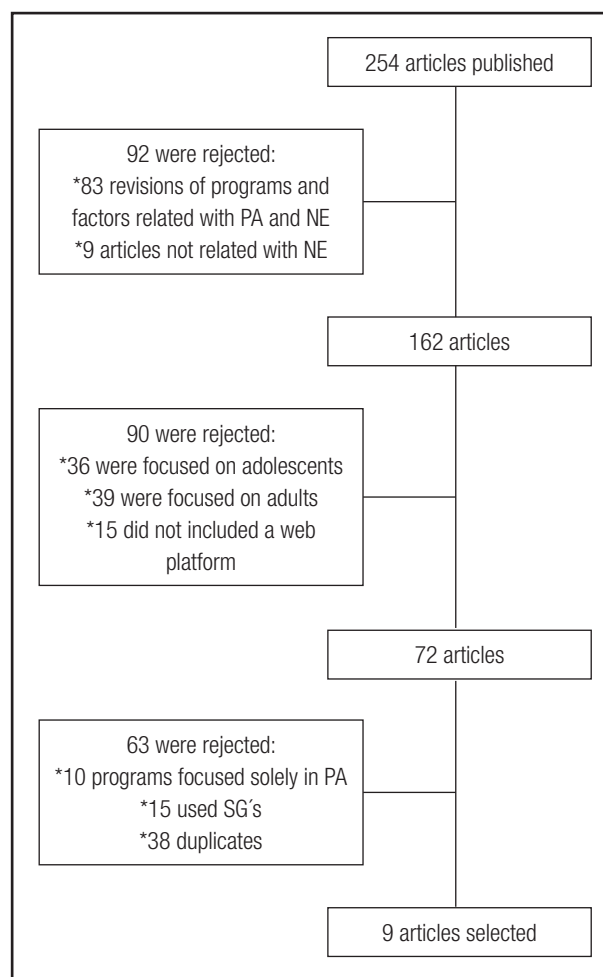 254 articles published
92 were rejected:
*83 revisions of programs and
factors related with PA and NE
*9 articles not related with NE
162 articles
90 were rejected:
*36 were focused on adolescents
*39 were focused on adults
*15 did not included a web
platform
72 articles
63 were rejected:
*10 programs focused solely in PA
*15 used SG´s
*38 duplicates
9 articles selected